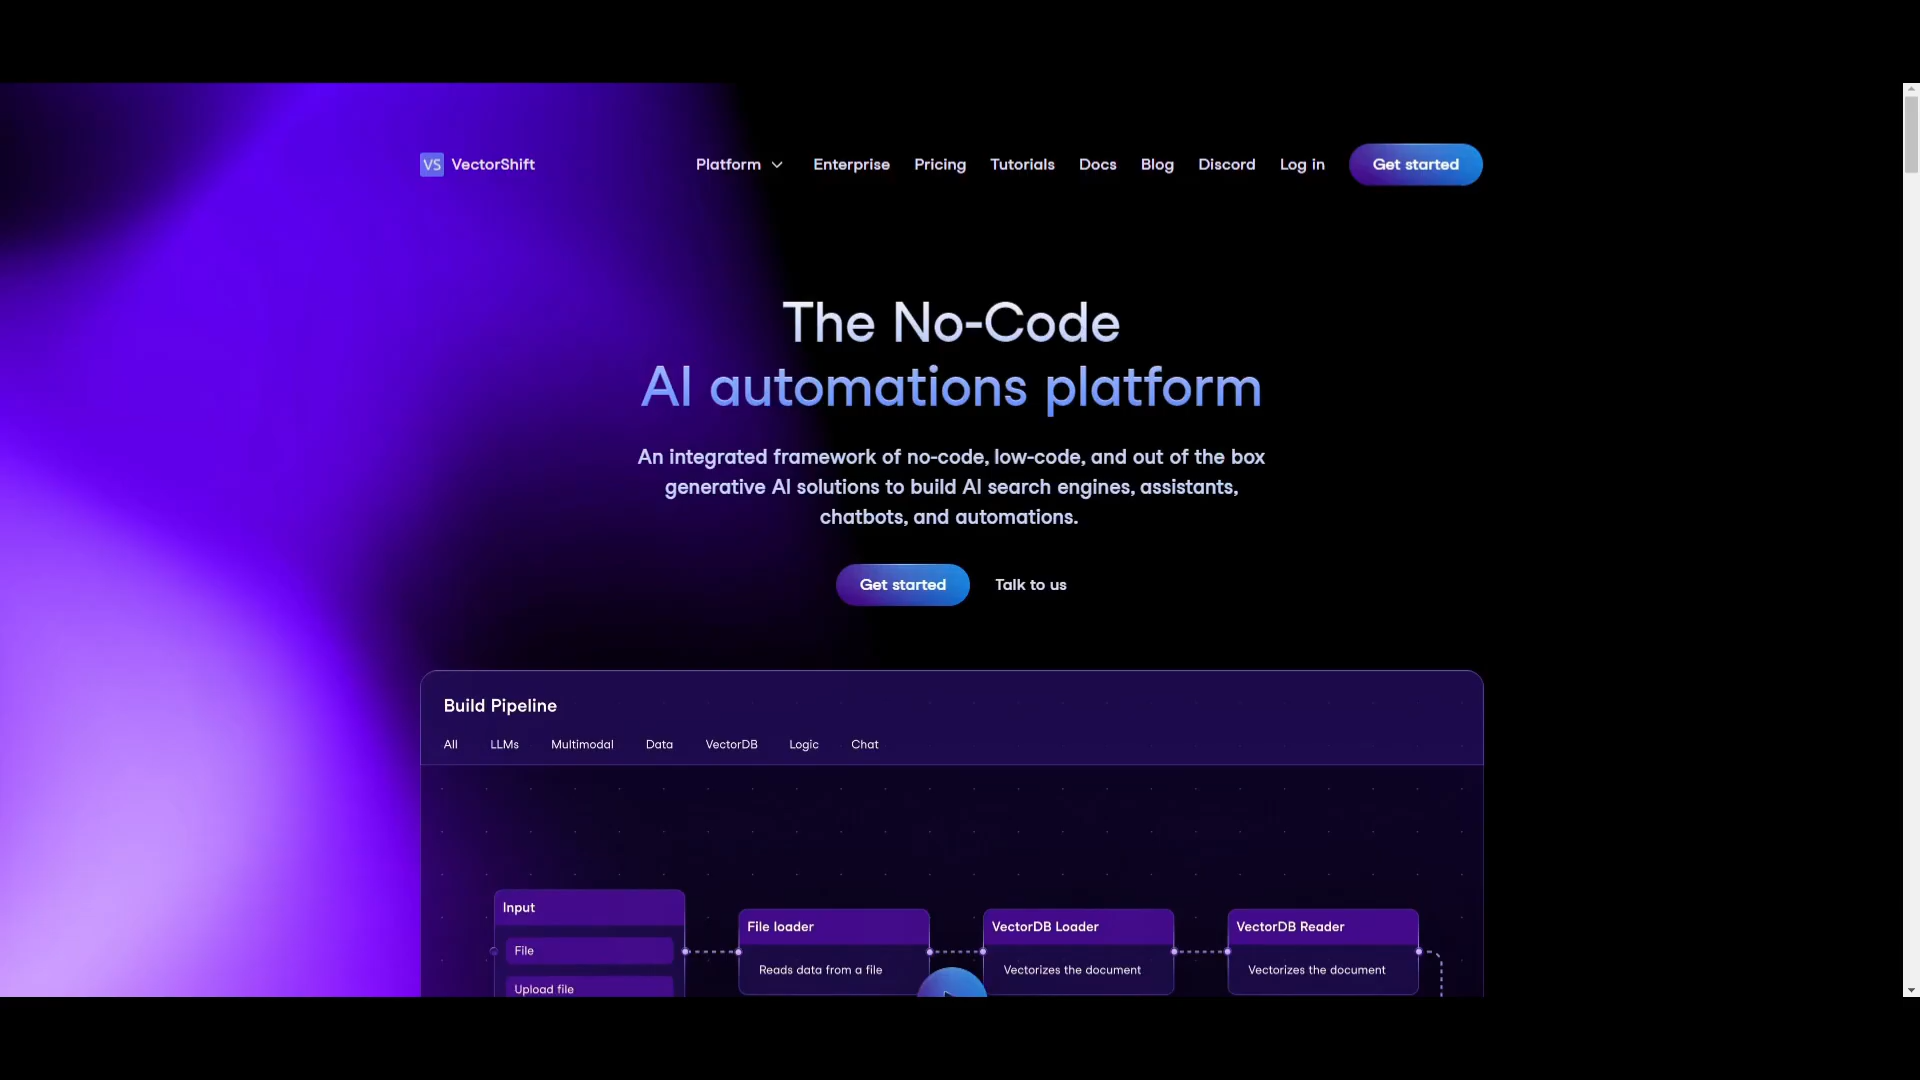 VS VectorShift
Platform Enterprise Pricing Tutorials Docs Blog Discord Log in Get started
The No-Code
AI automations platform
An integrated framework of no-code, low-code, and out of the box
generative AI solutions to build AI search engines, assistants,
chatbots, and automations.
Get started Talk to us
Build Pipeline
All LLMs Multimodal Data VectorDB Logic Chat
Input
File
Upload file
File loader
Reads data from a file
VectorDB Loader
Vectorizes the document
VectorDB Reader
Vectorizes the document